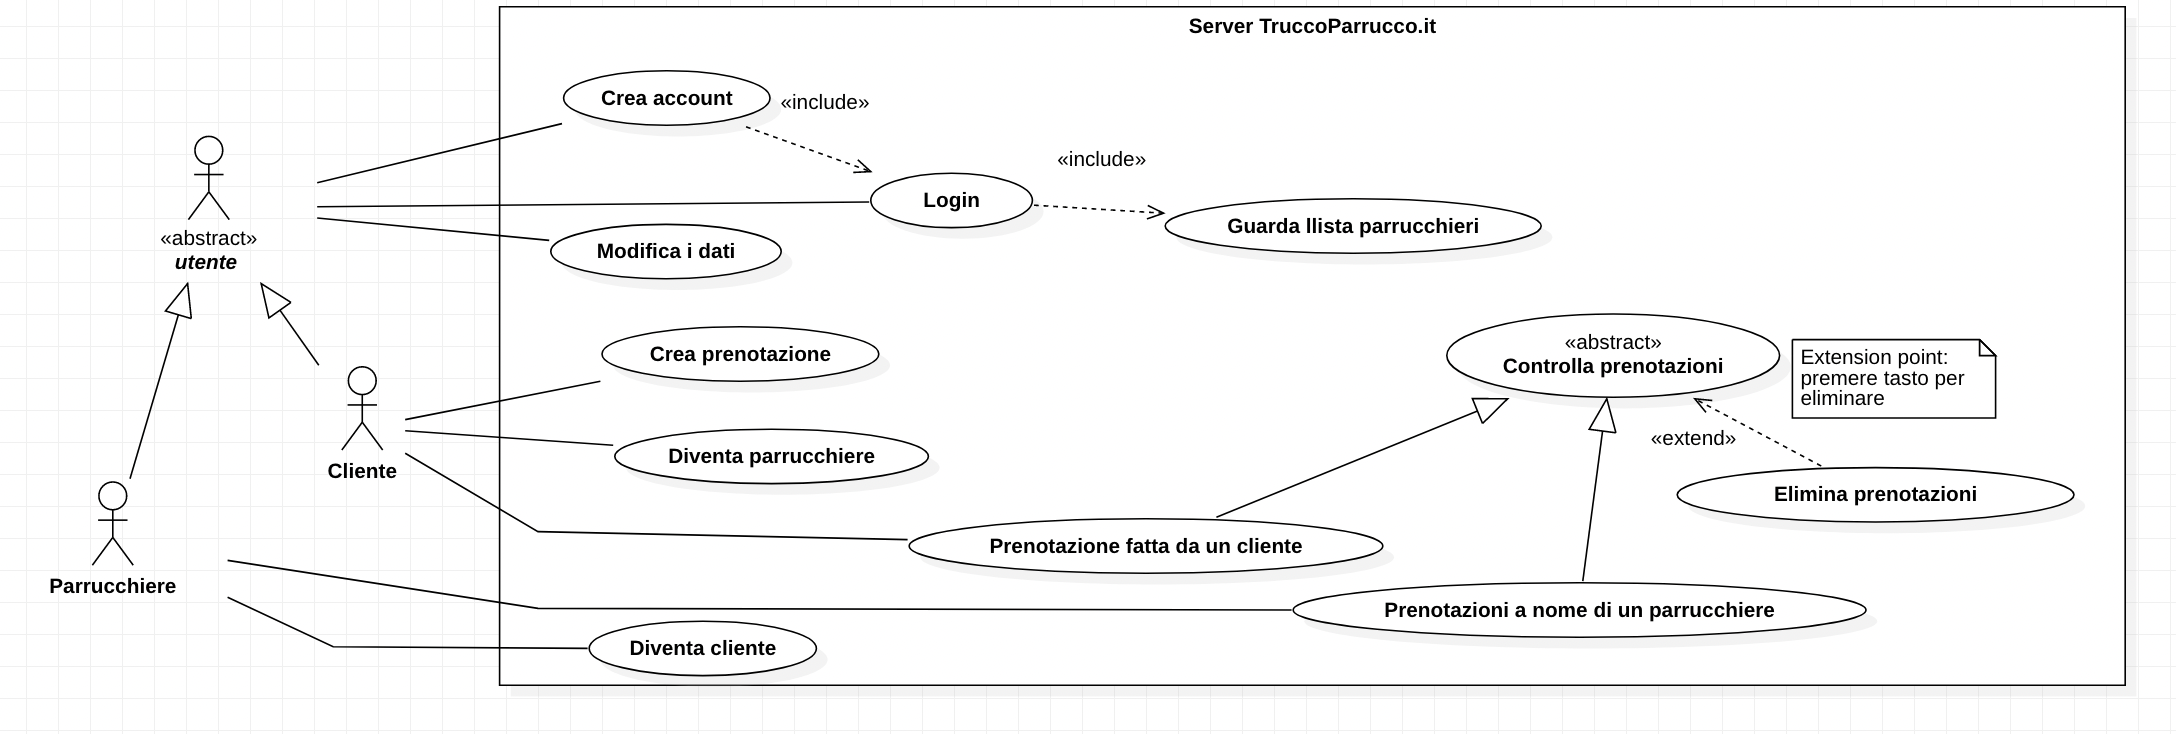 Server TruccoParrucco.it
Crea account
«include»
«include»
Login
Guarda llista parrucchieri
Modifica i dati
«abstract»
utente
Crea prenotazione
«abstract»
Controlla prenotazioni
Extension point:
premere tasto per
eliminare
«extend»
Diventa parrucchiere
Cliente
Elimina prenotazioni
Prenotazione fatta da un cliente
Parrucchiere
Prenotazioni a nome di un parrucchiere
Diventa cliente